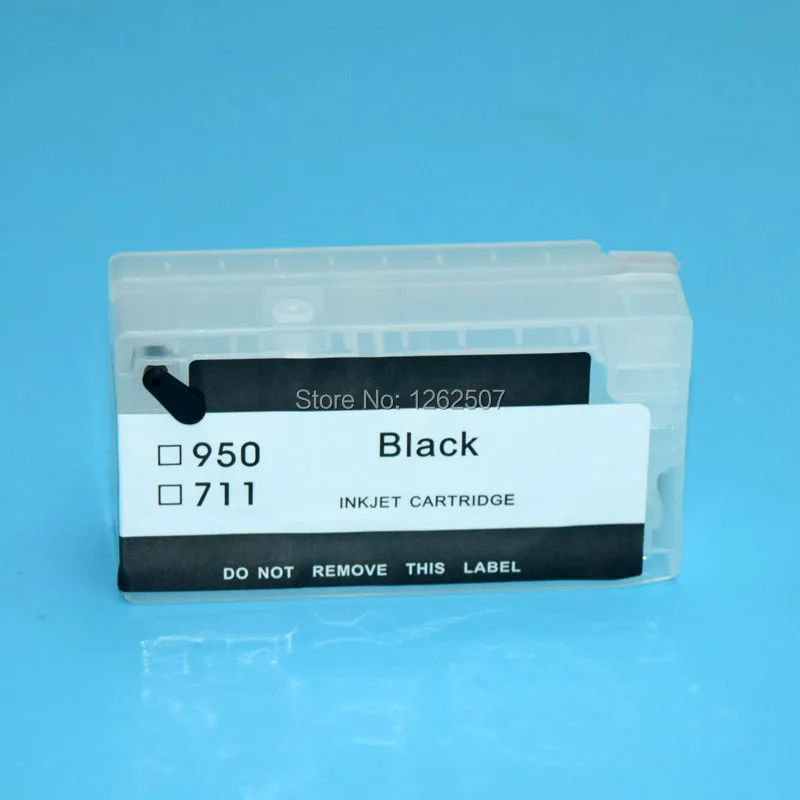 Store No: 1262507
☐ 950 Black
☐ 711 INKJET CARTRIDGE
DO NOT REMOVE THIS LABEL